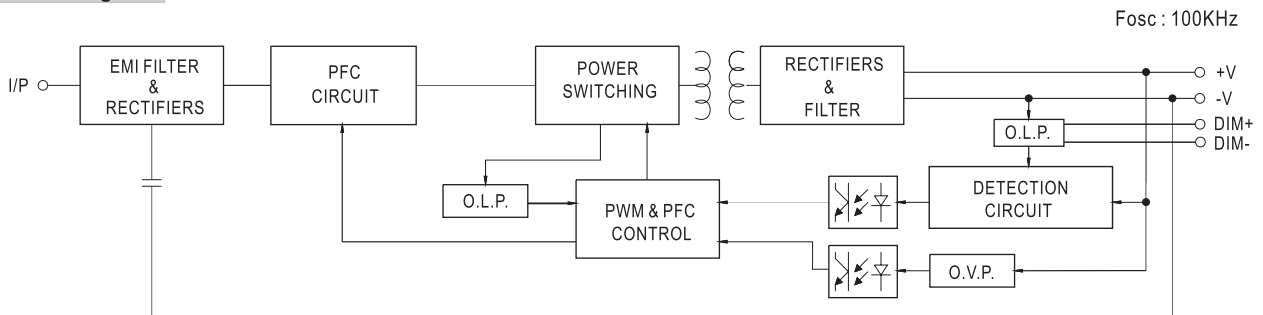 Fosc : 100KHz
I/P
EMI FILTER
&
RECTIFIERS
PFC
CIRCUIT
POWER
SWITCHING
RECTIFIERS
&
FILTER
+V
-V
DIM+
DIM-
O.L.P.
O.L.P.
PWM & PFC
CONTROL
DETECTION
CIRCUIT
O.V.P.